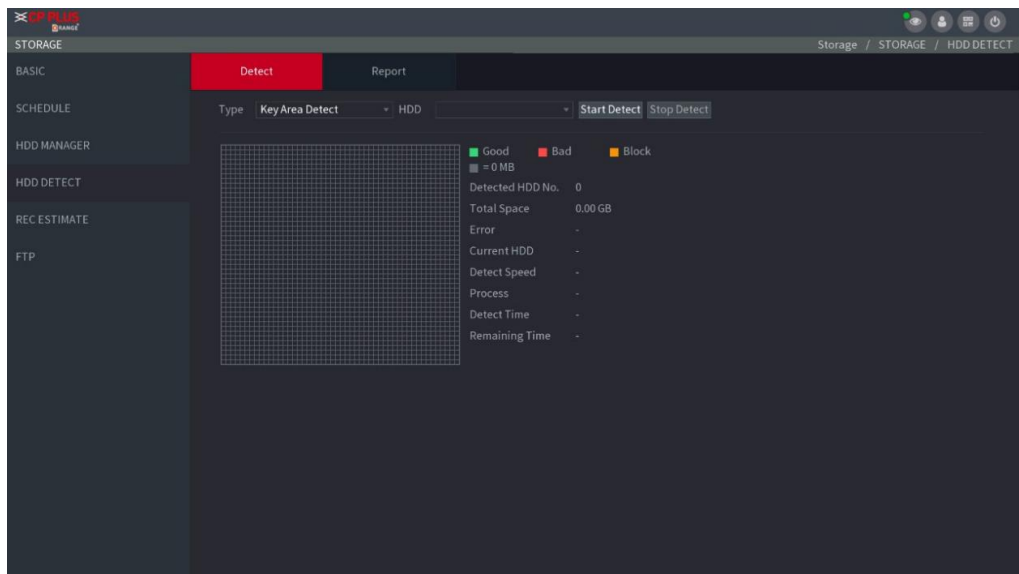 CP PLUS
ORANGE
STORAGE
Storage / STORAGE / HDD DETECT
BASIC
SCHEDULE
HDD MANAGER
HDD DETECT
REC ESTIMATE
FTP
Detect Report
Type Key Area Detect HDD Start Detect Stop Detect
Good Bad Block
= 0 MB
Detected HDD No. 0
Total Space 0.00 GB
Error -
Current HDD -
Detect Speed -
Process -
Detect Time -
Remaining Time -